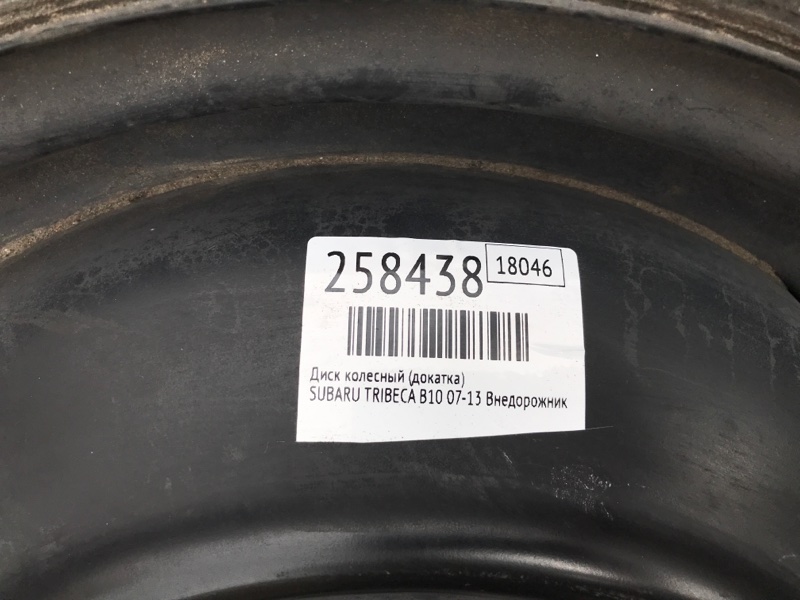 258438 18046
Диск колесный (докатка)
SUBARU TRIBECA B10 07-13 Внедорожник